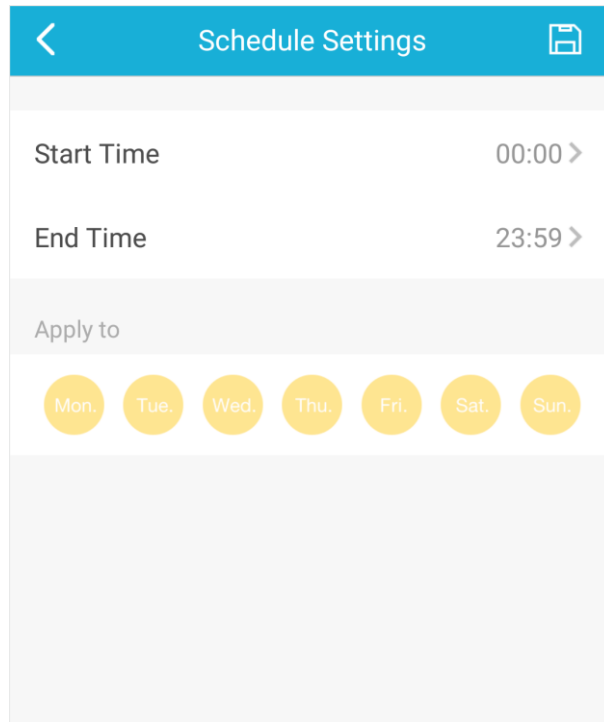 Schedule Settings
Start Time 00:00
End Time 23:59
Apply to
Mon. Tue. Wed. Thu. Fri. Sat. Sun.